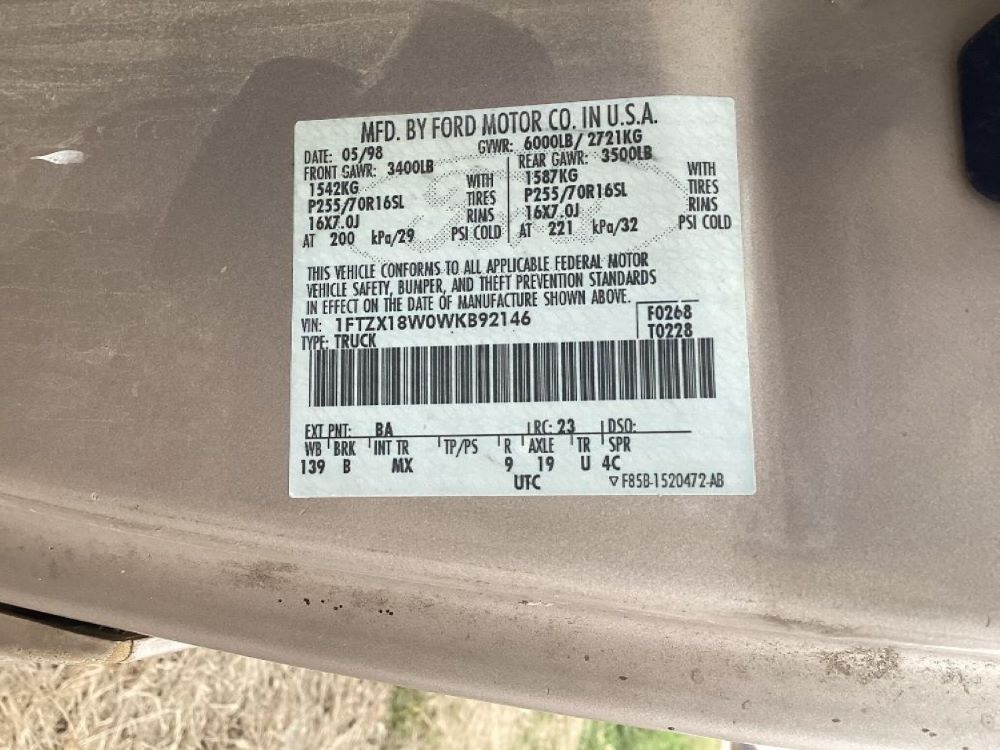 MFD. BY FORD MOTOR CO. IN U.S.A.
DATE: 05/98 GVWR: 6000LB/ 2721KG
FRONT GAWR: 3400LB REAR GAWR: 3500LB
1542KG WITH 1587KG WITH
P255/70R16SL TIRES P255/70R16SL TIRES
16X7.0J RIMS 16X7.0J RIMS
AT 200 kPa/29 PSI COLD AT 221 kPa/32 PSI COLD
THIS VEHICLE CONFORMS TO ALL APPLICABLE FEDERAL MOTOR
VEHICLE SAFETY, BUMPER, AND THEFT PREVENTION STANDARDS
IN EFFECT ON THE DATE OF MANUFACTURE SHOWN ABOVE.
VIN: 1FTZX18W0WKB92146 F0268
TYPE: TRUCK T0228
EXT PNT: BA RC: 23 DSO:
WB BRK INT TR TP/PS R AXLE TR SPR
139 B MX 9 19 U 4C
UTC ▽ F85B-1520472-AB